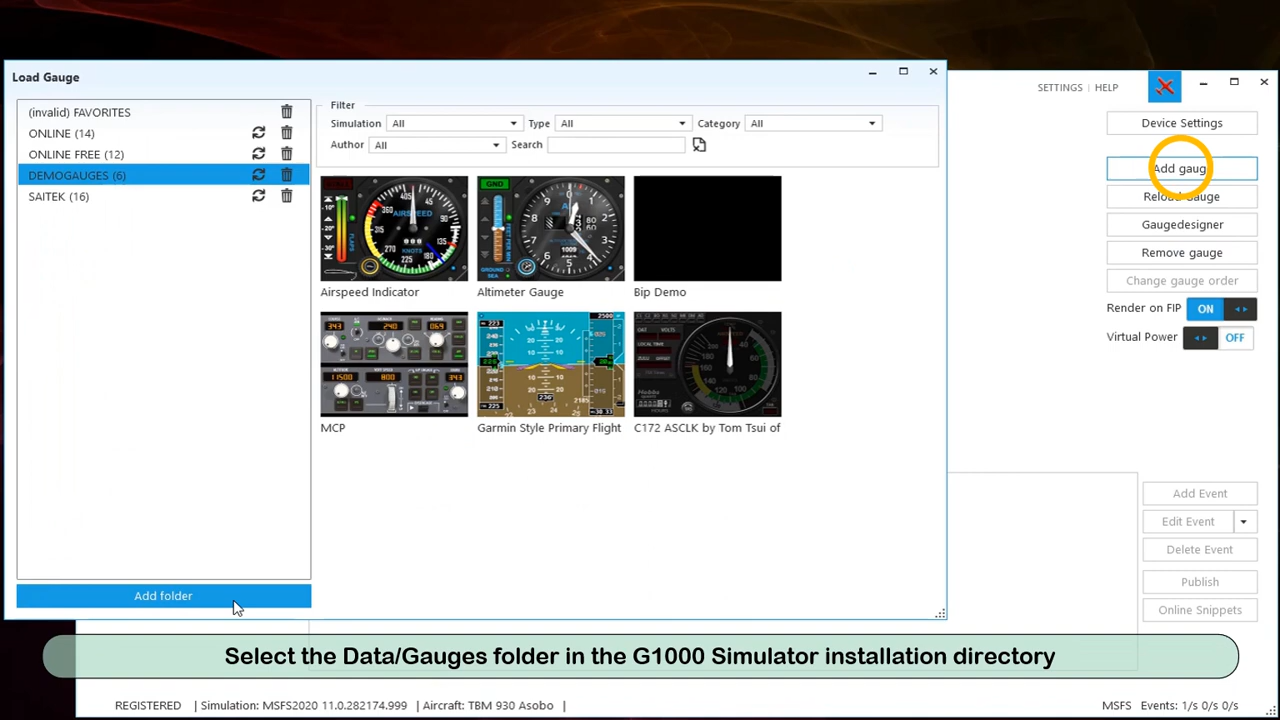 Load Gauge
(invalid) FAVORITES
ONLINE (14)
ONLINE FREE (12)
DEMOGAUGES (6)
SAITEK (16)
Add folder
Filter
Simulation All Type All Category All
Author All Search
Airspeed Indicator
Altimeter Gauge
Bip Demo
MCP
Garmin Style Primary Flight
C172 ASCLK by Tom Tsui of
SETTINGS | HELP
Device Settings
Add gaug
Reload Gauge
Gaugedesigner
Remove gauge
Change gauge order
Render on FIP ON
Virtual Power OFF
Add Event
Edit Event
Delete Event
Publish
Online Snippets
Select the Data/Gauges folder in the G1000 Simulator installation directory
REGISTERED | Simulation: MSFS2020 11.0.282174.999 | Aircraft: TBM 930 Asobo |
MSFS Events: 1/s 0/s 0/s